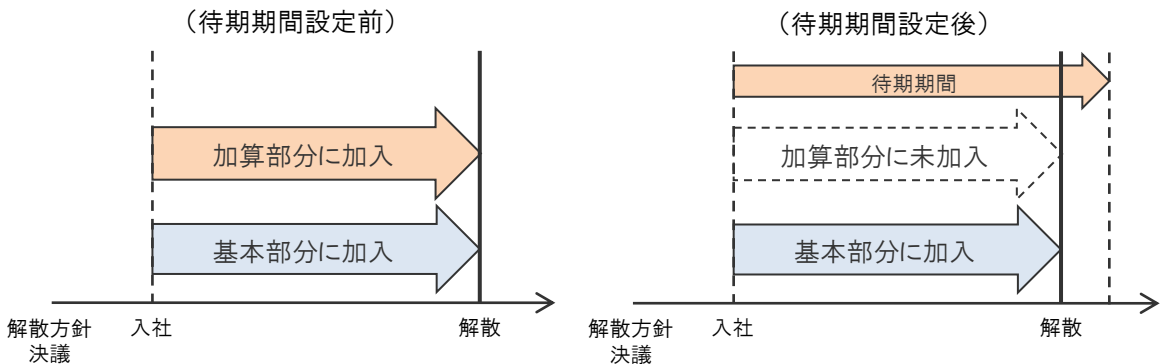 （待期期間設定前）
加算部分に加入
基本部分に加入
解散方針
決議
入社
解散
（待期期間設定後）
待期期間
加算部分に未加入
基本部分に加入
解散方針
決議
入社
解散